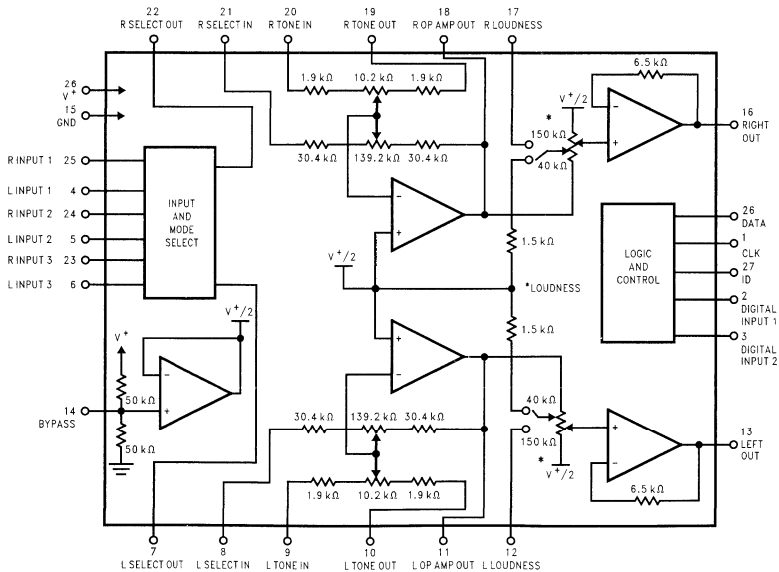 22
R SELECT OUT
21
R SELECT IN
20
R TONE IN
19
R TONE OUT
18
R OP AMP OUT
17
R LOUDNESS
26
V+
15
GND
1.9 kΩ
10.2 kΩ
1.9 kΩ
6.5 kΩ
V+/2
*
150 kΩ
40 kΩ
16
RIGHT
OUT
30.4 kΩ
139.2 kΩ
30.4 kΩ
R INPUT 1 25
L INPUT 1 4
R INPUT 2 24
L INPUT 2 5
R INPUT 3 23
L INPUT 3 6
INPUT
AND
MODE
SELECT
−
+
−
+
1.5 kΩ
V+/2
*LOUDNESS
1.5 kΩ
LOGIC
AND
CONTROL
26
DATA
1
CLK
27
ID
2
DIGITAL
INPUT 1
3
DIGITAL
INPUT 2
V+
V+/2
50 kΩ
14
BYPASS
50 kΩ
−
+
+
−
40 kΩ
150 kΩ
*
V+/2
30.4 kΩ
139.2 kΩ
30.4 kΩ
1.9 kΩ
10.2 kΩ
1.9 kΩ
+
−
6.5 kΩ
13
LEFT
OUT
7
L SELECT OUT
8
L SELECT IN
9
L TONE IN
10
L TONE OUT
11
L OP AMP OUT
12
L LOUDNESS